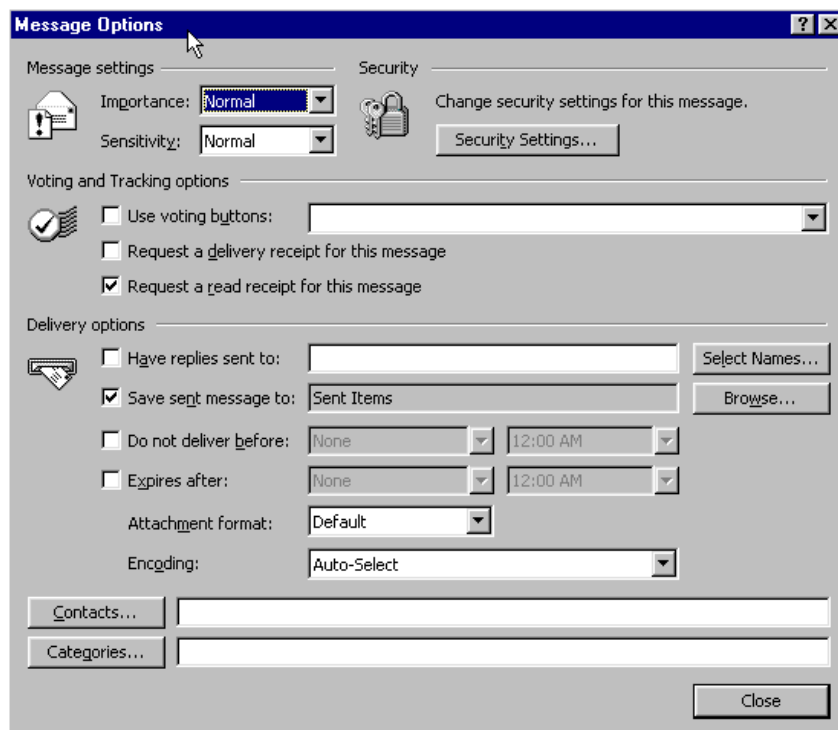 Message Options
Message settings
Security
Importance: Normal
Change security settings for this message.
Sensitivity: Normal
Security Settings...
Voting and Tracking options
Use voting buttons:
Request a delivery receipt for this message
Request a read receipt for this message
Delivery options
Have replies sent to:
Select Names...
Save sent message to: Sent Items
Browse...
Do not deliver before: None 12:00 AM
Expires after: None 12:00 AM
Attachment format: Default
Encoding: Auto-Select
Contacts...
Categories...
Close